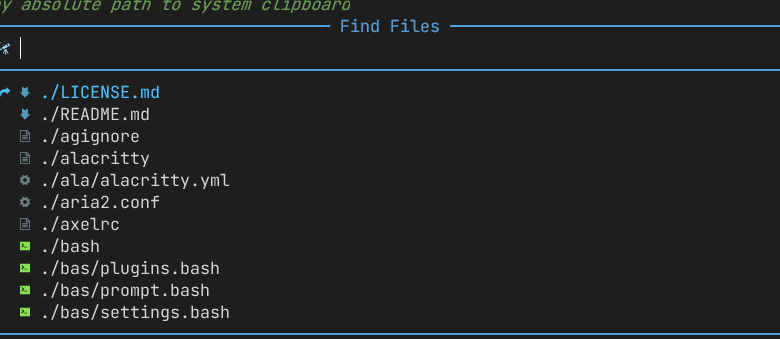 y absolute path to system clipboard
Find Files
./LICENSE.md
./README.md
./agignore
./alacritty
./ala/alacritty.yml
./aria2.conf
./axelrc
./bash
./bas/plugins.bash
./bas/prompt.bash
./bas/settings.bash